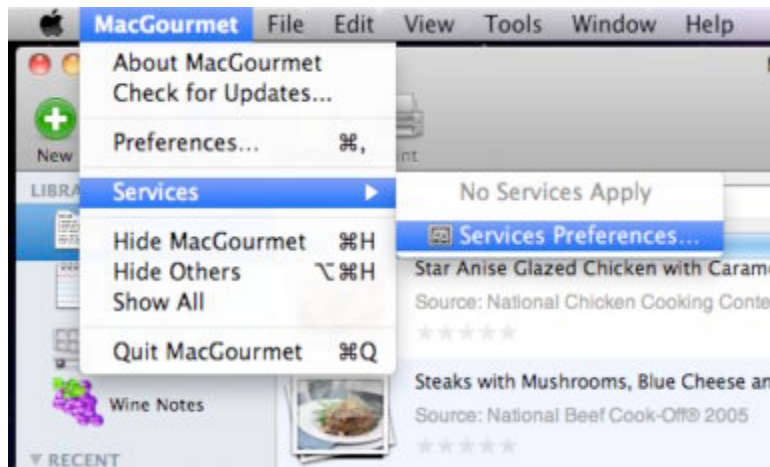 MacGourmet File Edit View Tools Window Help
About MacGourmet
Check for Updates...
Preferences... ⌘,
New
LIBRA
Services ▶
No Services Apply
Services Preferences...
Hide MacGourmet ⌘H
Hide Others ⌥⌘H
Show All
Quit MacGourmet ⌘Q
Star Anise Glazed Chicken with Carame
Source: National Chicken Cooking Conte
Steaks with Mushrooms, Blue Cheese an
Source: National Beef Cook-Off® 2005
Wine Notes
▼ RECENT